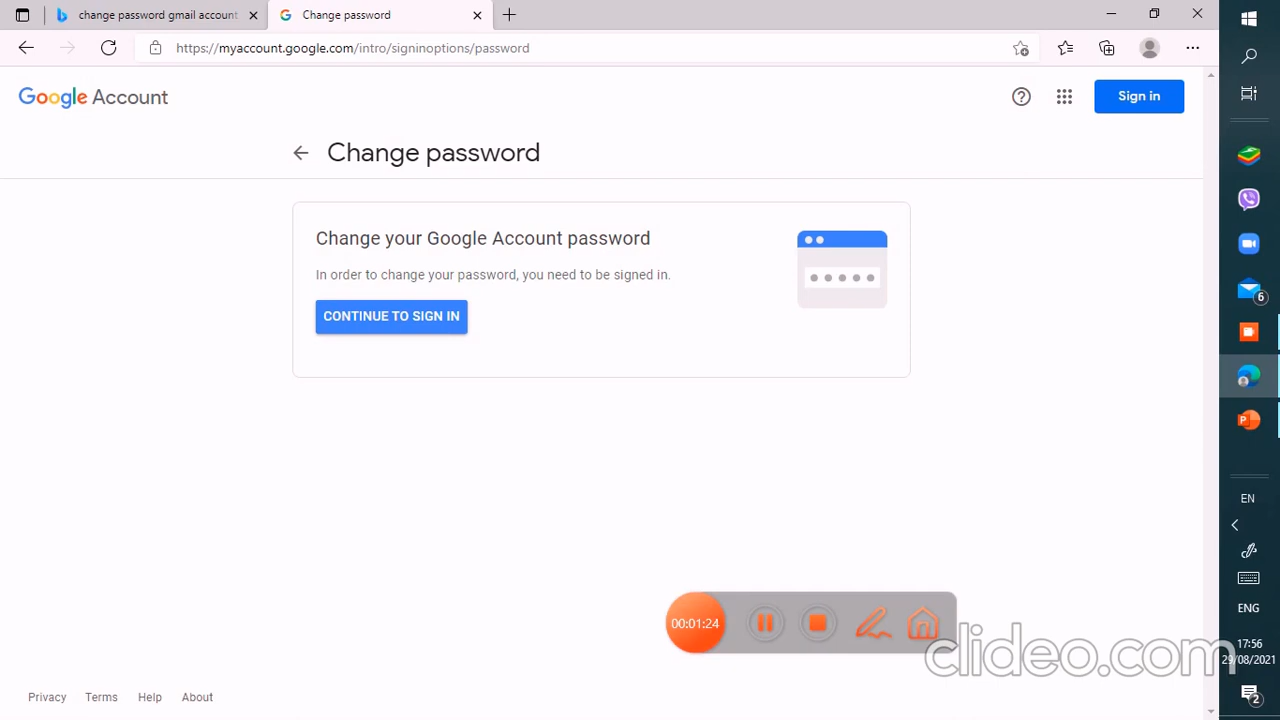 change password gmail account
Change password
https://myaccount.google.com/intro/signinoptions/password
Google Account
Sign in
Change password
Change your Google Account password
In order to change your password, you need to be signed in.
CONTINUE TO SIGN IN
6
P
EN
ENG
00:01:24
17:56
29/08/2021
clideo.com
2
Privacy Terms Help About